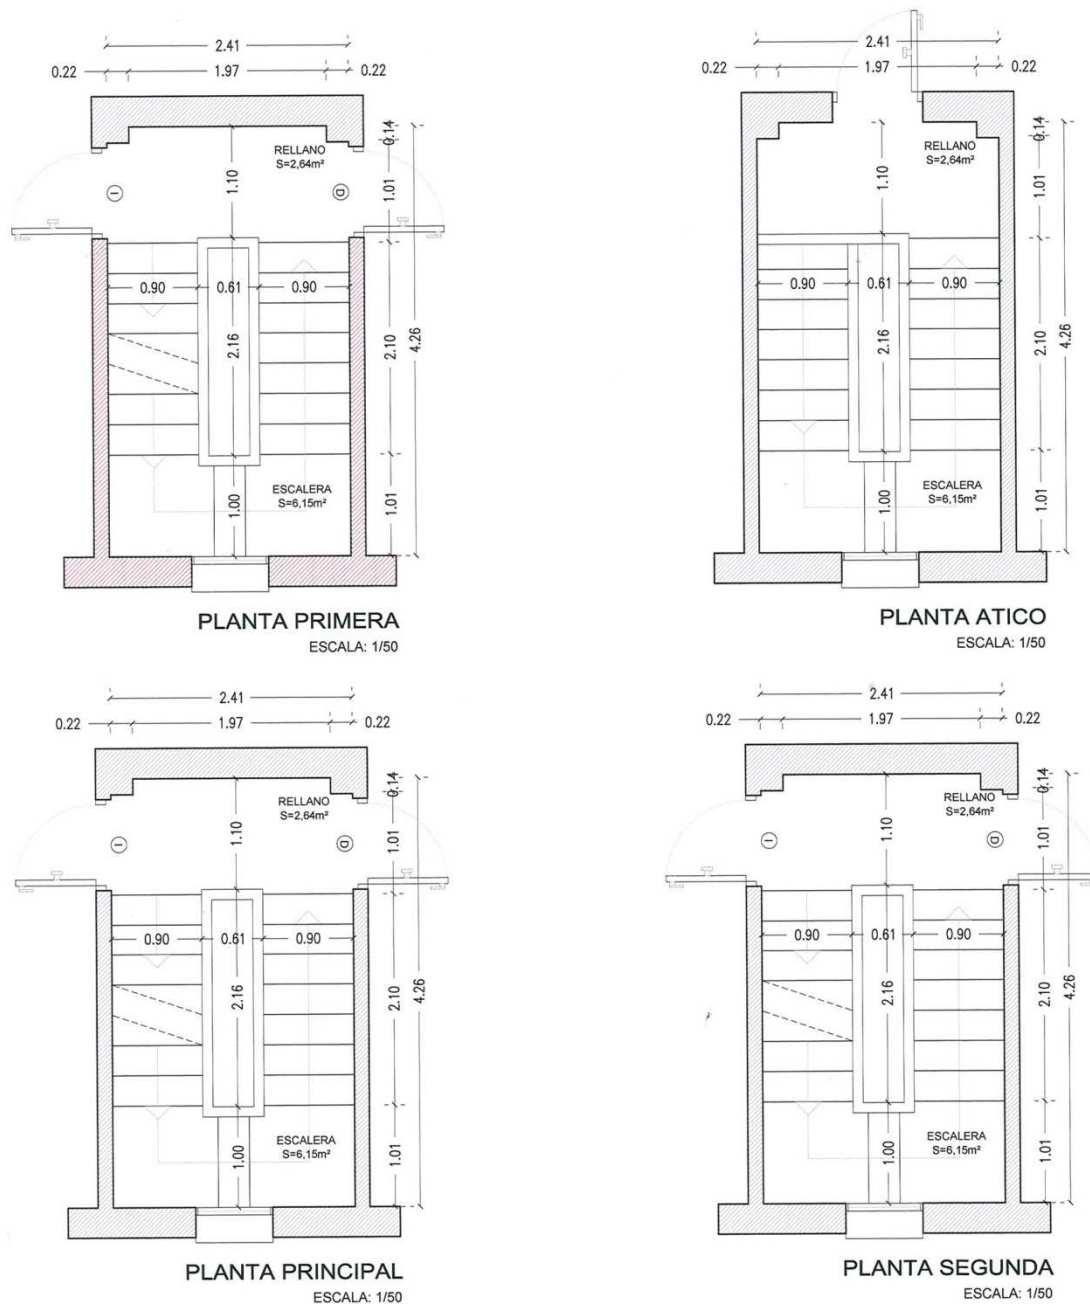 2.41
0.22 1.97 0.22
0.14
RELLANO
S=2,64m²
1.10
1.01
I
D
0.90 0.61 0.90
2.16
2.10
4.26
ESCALERA
S=6,15m²
1.00
1.01
PLANTA PRIMERA
ESCALA: 1/50
2.41
0.22 1.97 0.22
0.14
RELLANO
S=2,64m²
1.10
1.01
0.90 0.61 0.90
2.16
2.10
4.26
ESCALERA
S=6,15m²
1.00
1.01
PLANTA ATICO
ESCALA: 1/50
2.41
0.22 1.97 0.22
0.14
RELLANO
S=2,64m²
1.10
1.01
I
D
0.90 0.61 0.90
2.16
2.10
4.26
ESCALERA
S=6,15m²
1.00
1.01
PLANTA PRINCIPAL
ESCALA: 1/50
2.41
0.22 1.97 0.22
0.14
RELLANO
S=2,64m²
1.10
1.01
I
D
0.90 0.61 0.90
2.16
2.10
4.26
ESCALERA
S=6,15m²
1.00
1.01
PLANTA SEGUNDA
ESCALA: 1/50